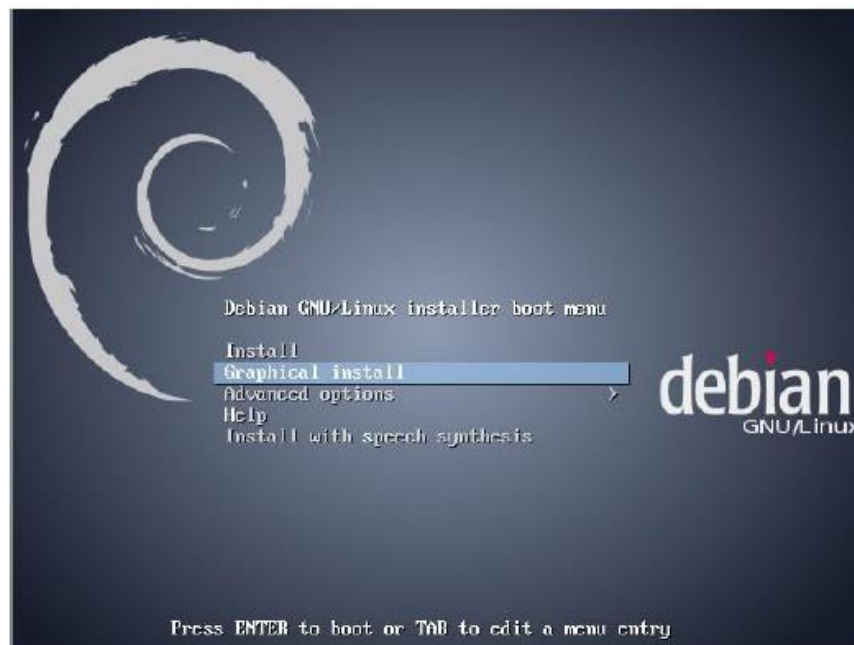 Debian GNU/Linux installer boot menu
Install
Graphical install
Advanced options >
Help
Install with speech synthesis
debian
GNU/Linux
Press ENTER to boot or TAB to edit a menu entry